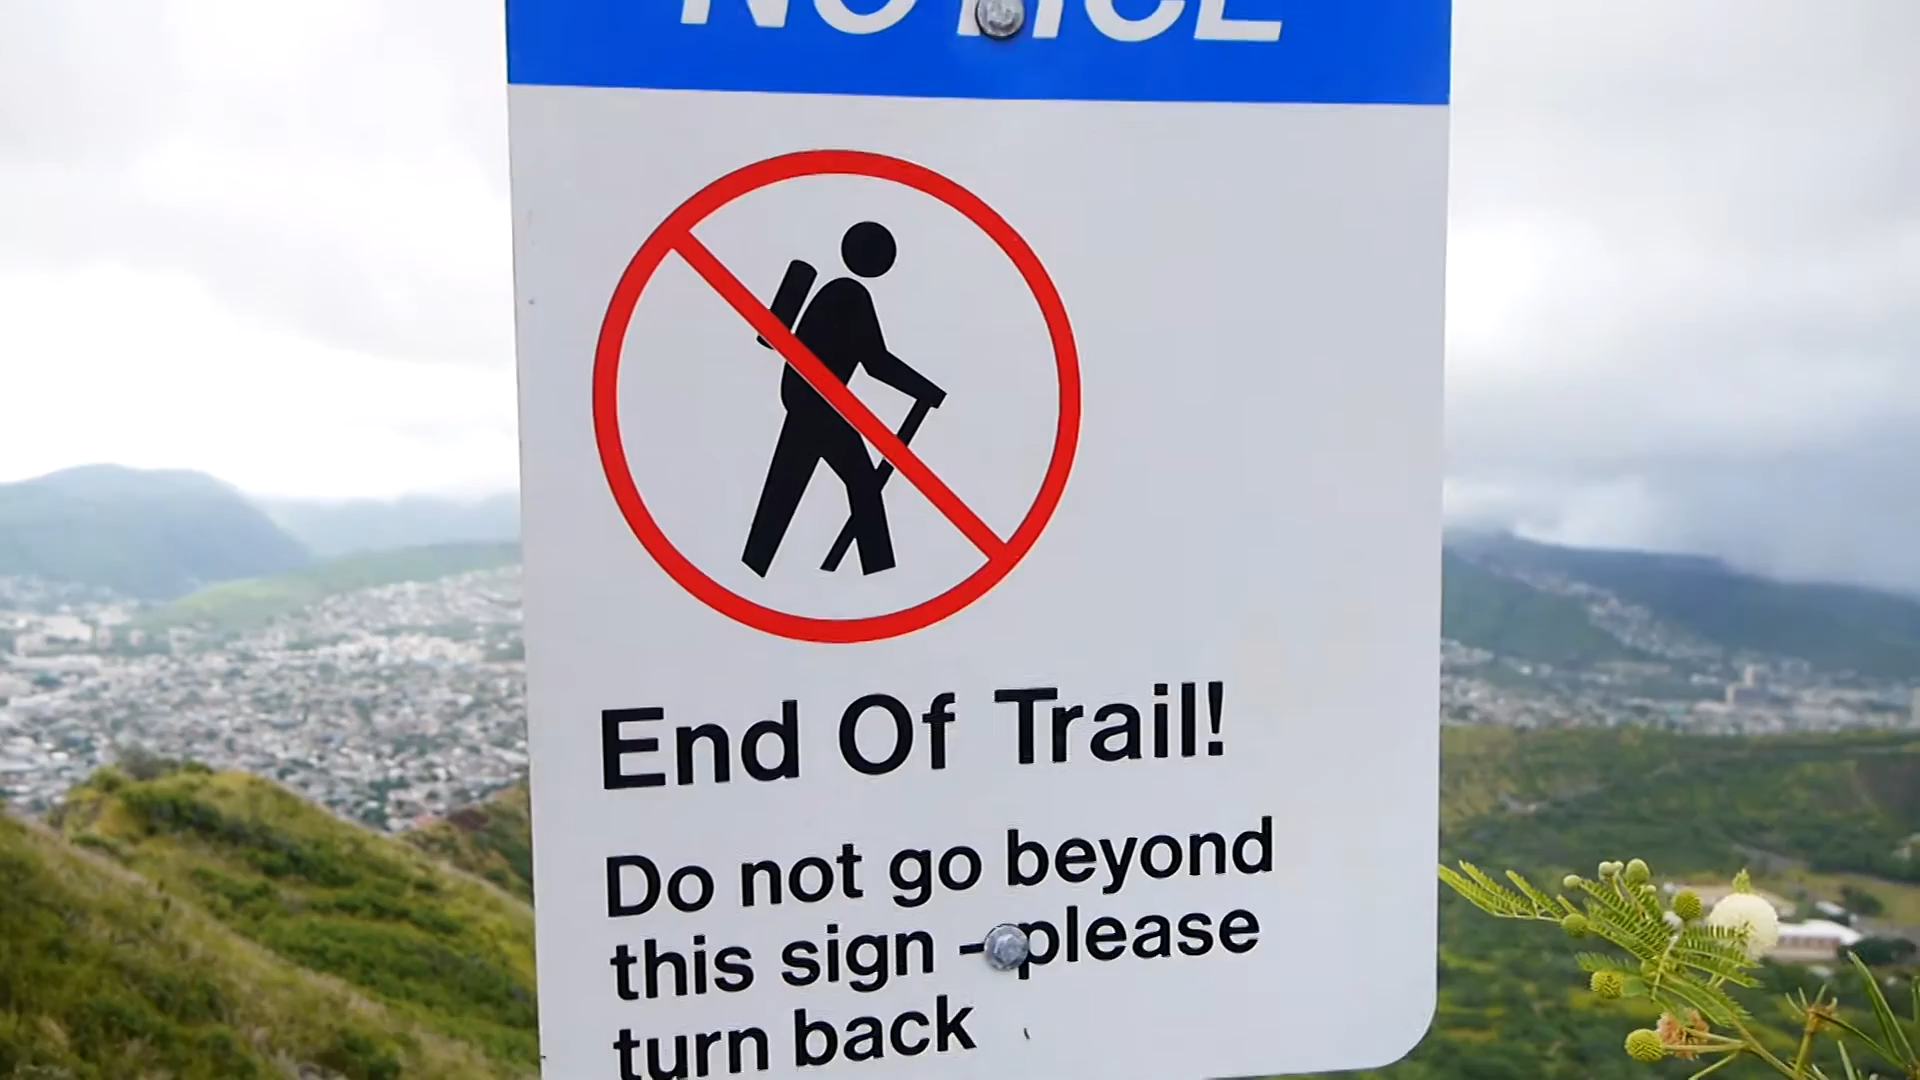 NOTICE
End Of Trail!
Do not go beyond
this sign - please
turn back